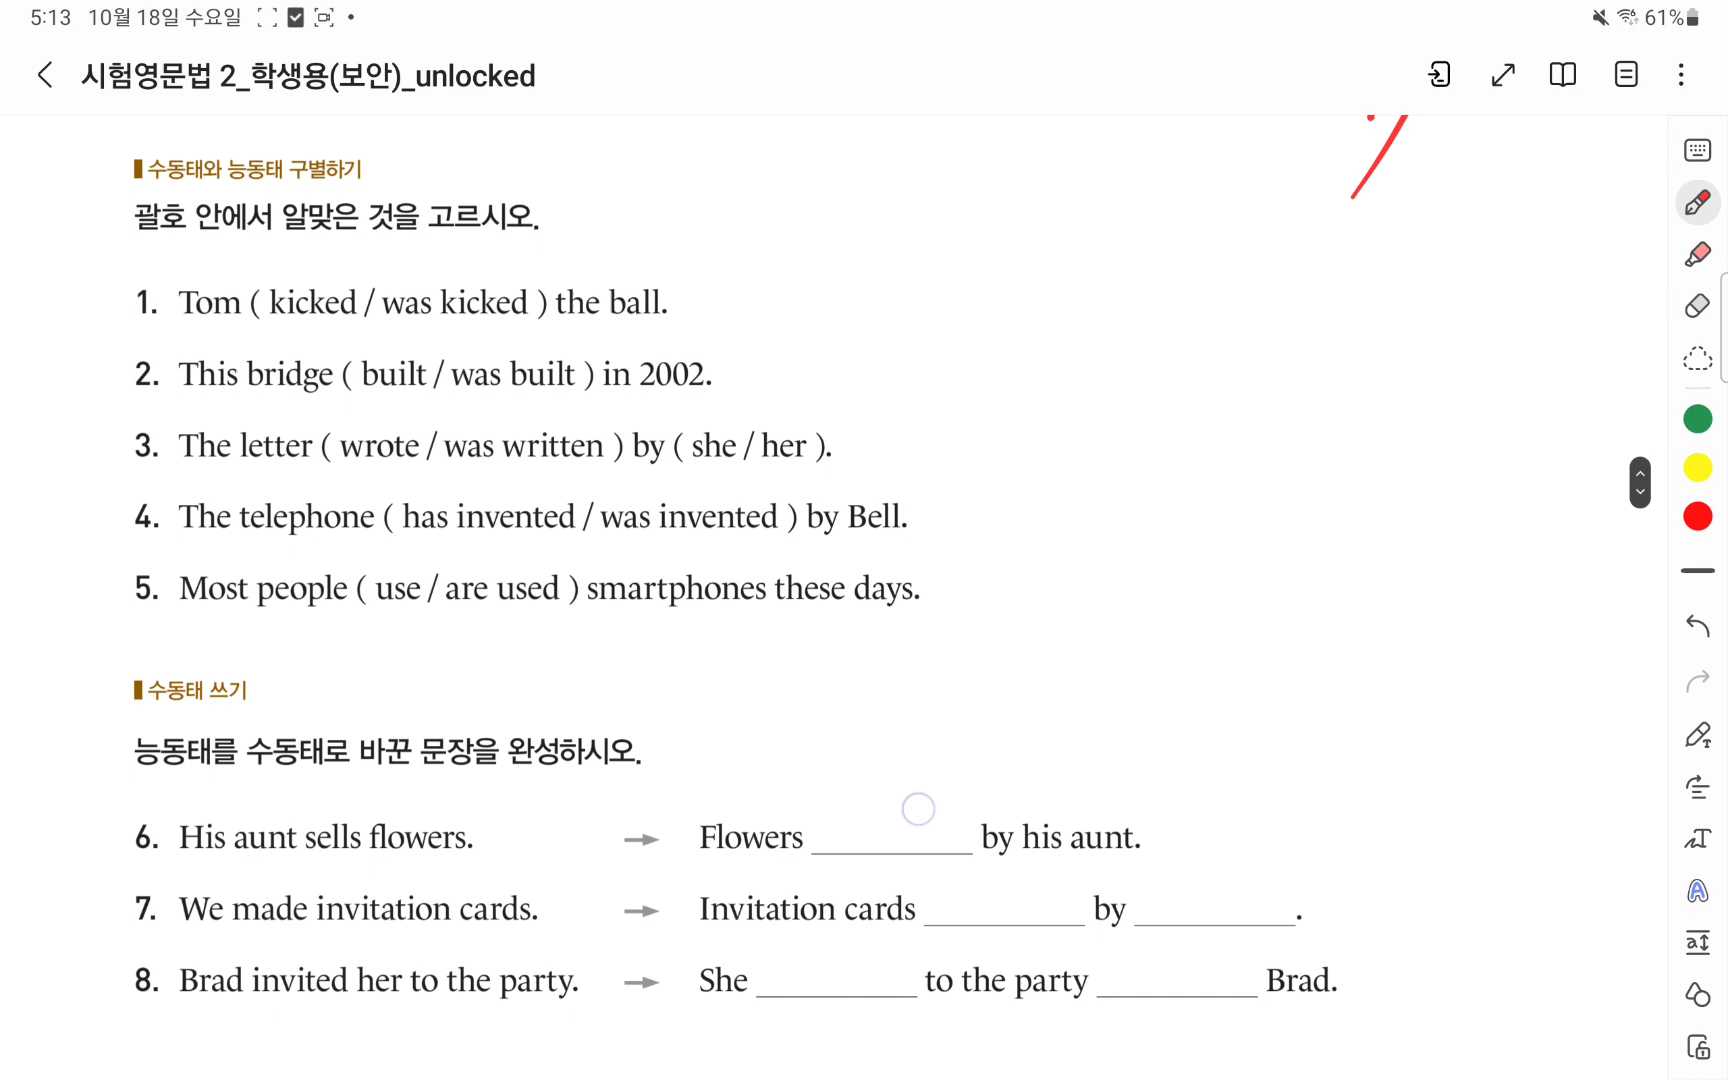 5:13 10월 18일 수요일 61%
시험영문법 2_학생용(보안)_unlocked
수동태와 능동태 구별하기
괄호 안에서 알맞은 것을 고르시오.
1. Tom ( kicked / was kicked ) the ball.
2. This bridge ( built / was built ) in 2002.
3. The letter ( wrote / was written ) by ( she / her ).
4. The telephone ( has invented / was invented ) by Bell.
5. Most people ( use / are used ) smartphones these days.
수동태 쓰기
능동태를 수동태로 바꾼 문장을 완성하시오.
6. His aunt sells flowers. → Flowers __________ by his aunt.
7. We made invitation cards. → Invitation cards __________ by __________.
8. Brad invited her to the party. → She __________ to the party __________ Brad.